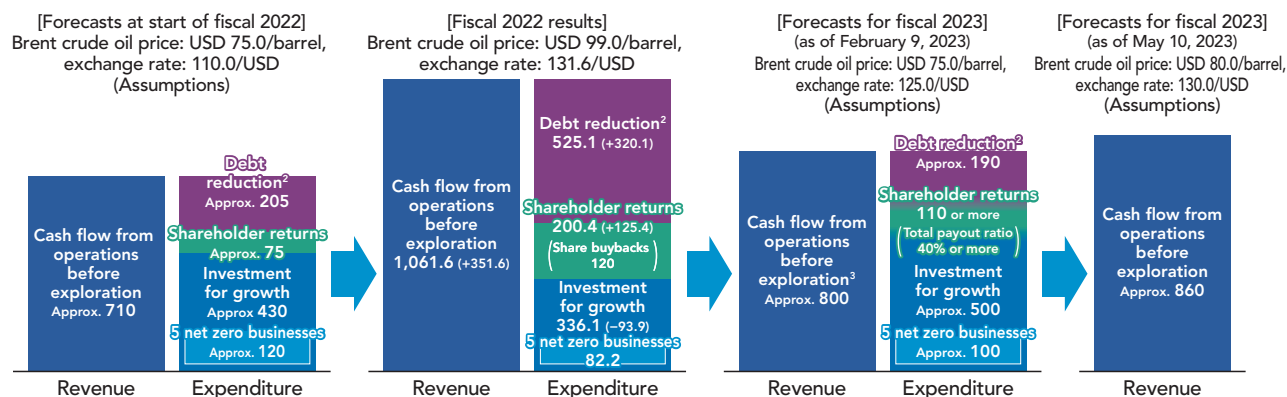 [Forecasts at start of fiscal 2022]
Brent crude oil price: USD 75.0/barrel,
exchange rate: 110.0/USD
(Assumptions)
Cash flow from
operations
before
exploration
Approx. 710
Revenue
Debt
reduction²
Approx. 205
Shareholder returns
Approx. 75
Investment
for growth
Approx 430
5 net zero businesses
Approx. 120
Expenditure
[Fiscal 2022 results]
Brent crude oil price: USD 99.0/barrel,
exchange rate: 131.6/USD
Cash flow from
operations
before
exploration
1,061.6 (+351.6)
Revenue
Debt reduction²
525.1 (+320.1)
Shareholder returns
200.4 (+125.4)
(Share buybacks
120)
Investment
for growth
336.1 (−93.9)
5 net zero businesses
82.2
Expenditure
[Forecasts for fiscal 2023]
(as of February 9, 2023)
Brent crude oil price: USD 75.0/barrel,
exchange rate: 125.0/USD
(Assumptions)
Cash flow from
operations
before
exploration³
Approx. 800
Revenue
Debt reduction²
Approx. 190
Shareholder returns
110 or more
(Total payout ratio
40% or more)
Investment
for growth
Approx. 500
5 net zero businesses
Approx. 100
Expenditure
[Forecasts for fiscal 2023]
(as of May 10, 2023)
Brent crude oil price: USD 80.0/barrel,
exchange rate: 130.0/USD
(Assumptions)
Cash flow from
operations
before
exploration
Approx. 860
Revenue